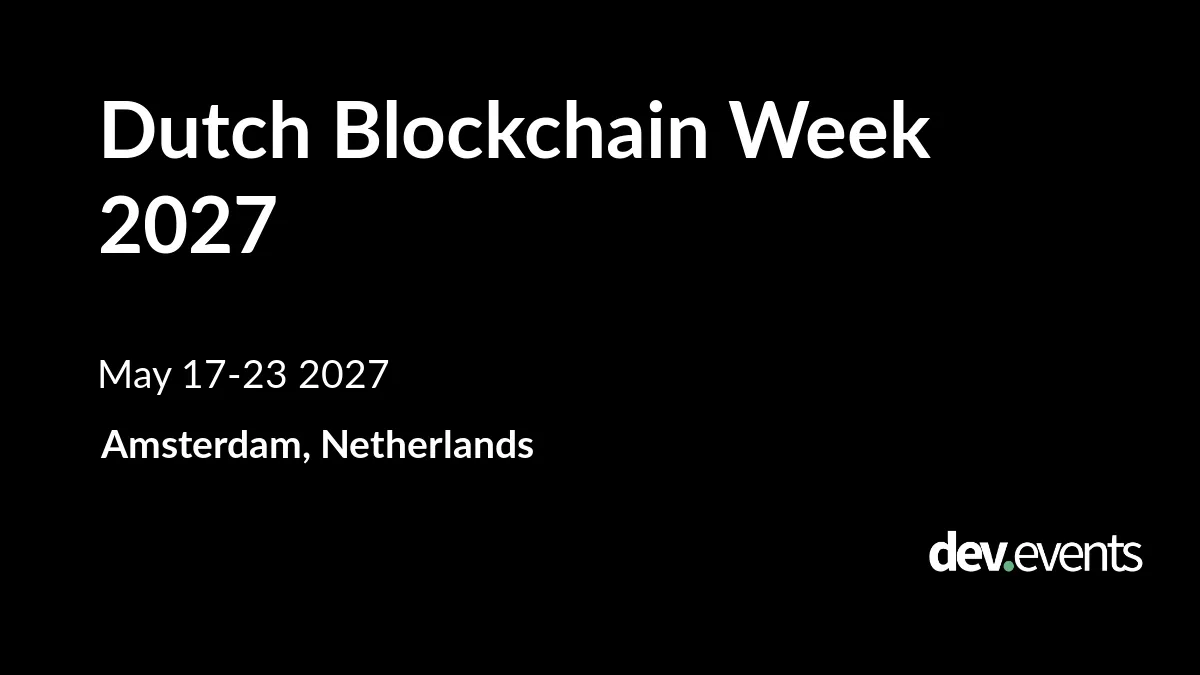 Dutch Blockchain Week
2027
May 17-23 2027
Amsterdam, Netherlands
dev.events